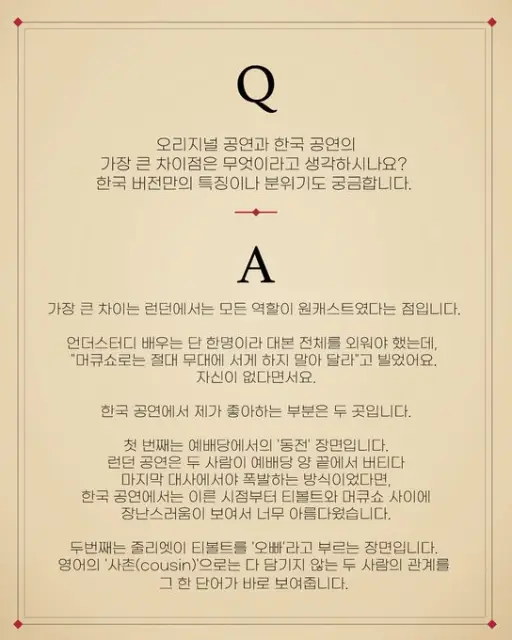 Q
오리지널 공연과 한국 공연의
가장 큰 차이점은 무엇이라고 생각하시나요?
한국 버전만의 특징이나 분위기도 궁금합니다.
A
가장 큰 차이는 런던에서는 모든 역할이 원캐스트였다는 점입니다.
언더스터디 배우는 단 한명이라 대본 전체를 외워야 했는데,
"머큐쇼로는 절대 무대에 서게 하지 말아 달라"고 빌었어요.
자신이 없다면서요.
한국 공연에서 제가 좋아하는 부분은 두 곳입니다.
첫 번째는 예배당에서의 '동전' 장면입니다.
런던 공연은 두 사람이 예배당 양 끝에서 버티다
마지막 대사에서야 폭발하는 방식이었다면,
한국 공연에서는 이른 시점부터 티볼트와 머큐쇼 사이에
장난스러움이 보여서 너무 아름다웠습니다.
두번째는 줄리엣이 티볼트를 '오빠'라고 부르는 장면입니다.
영어의 '사촌(cousin)'으로는 다 담기지 않는 두 사람의 관계를
그 한 단어가 바로 보여줍니다.